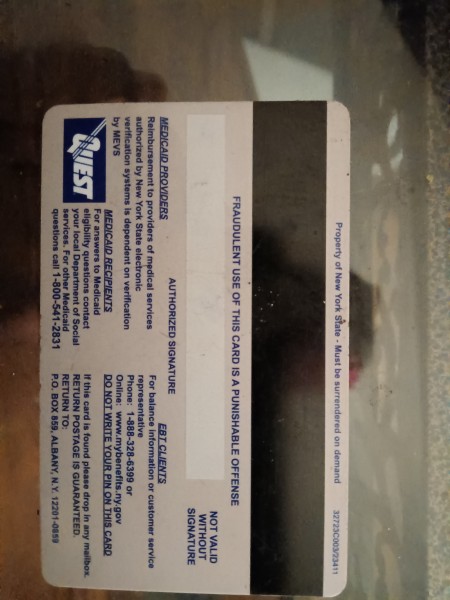 Property of New York State - Must be surrendered on demand
32723C003/23411
FRAUDULENT USE OF THIS CARD IS A PUNISHABLE OFFENSE
NOT VALID
WITHOUT
SIGNATURE
AUTHORIZED SIGNATURE
MEDICAID PROVIDERS
Reimbursement to providers of medical services
authorized by New York State electronic
verification systems is dependent on verification
by MEVS
QUEST
MEDICAID RECIPIENTS
For answers to Medicaid
eligibility questions contact
your local Department of Social
services. For other Medicaid
questions call 1-800-541-2831
EBT CLIENTS
For balance information or customer service
representative
Phone: 1-888-328-6399 or
Online: www.mybenefits.ny.gov
DO NOT WRITE YOUR PIN ON THIS CARD
If this card is found please drop in any mailbox.
RETURN POSTAGE IS GUARANTEED.
RETURN TO:
P.O. BOX 859, ALBANY, N.Y. 12201-0859